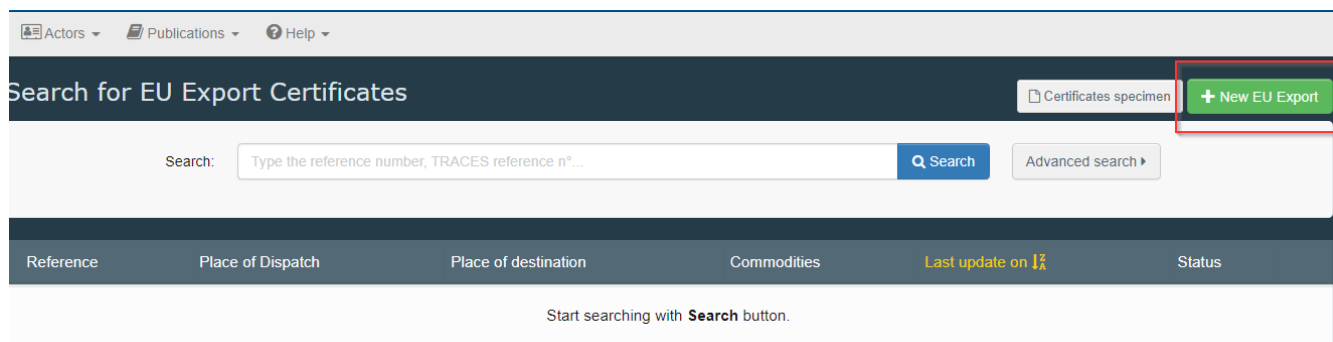 Actors Publications Help
Search for EU Export Certificates
Certificates specimen
+ New EU Export
Search: Type the reference number, TRACES reference n°... Search Advanced search
Reference Place of Dispatch Place of destination Commodities Last update on Status
Start searching with Search button.